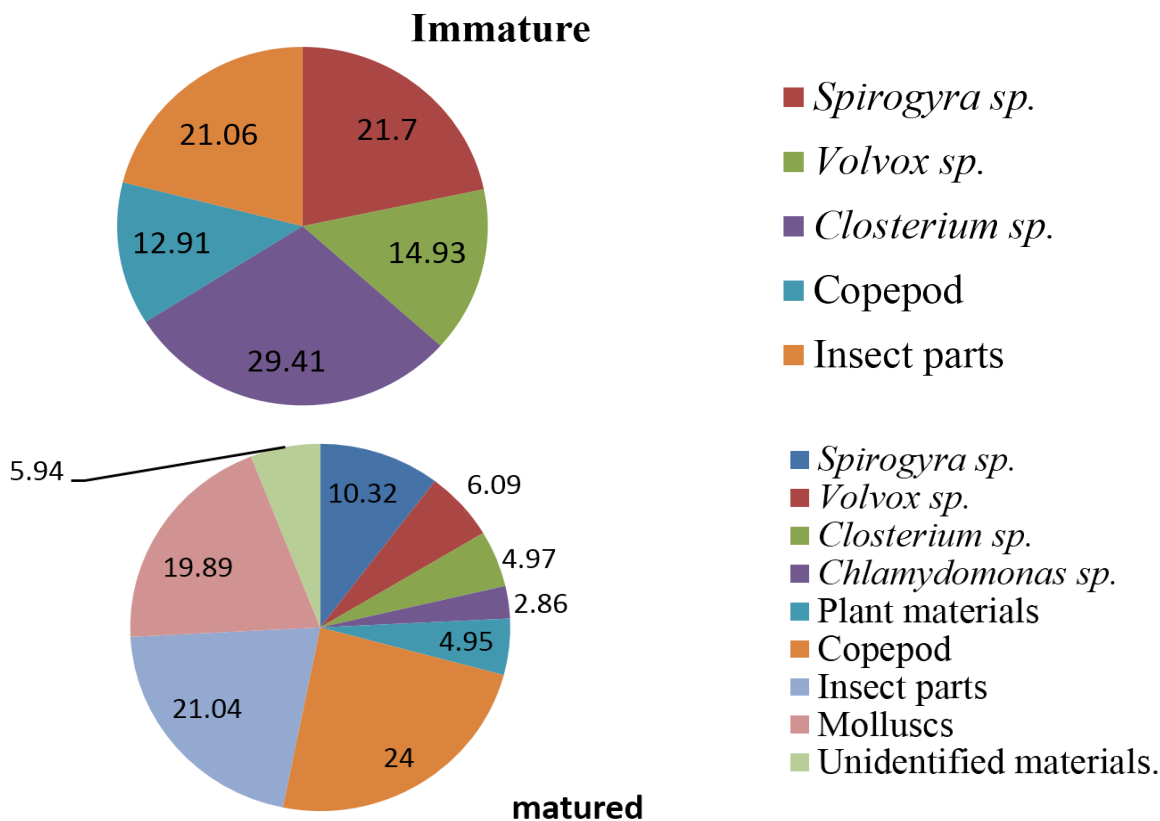 Immature
21.06
21.7
12.91
14.93
29.41
Spirogyra sp.
Volvox sp.
Closterium sp.
Copepod
Insect parts
5.94
10.32
6.09
4.97
2.86
4.95
19.89
21.04
24
matured
Spirogyra sp.
Volvox sp.
Closterium sp.
Chlamydomonas sp.
Plant materials
Copepod
Insect parts
Molluscs
Unidentified materials.